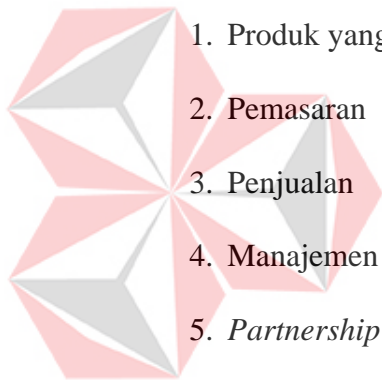 1. Produk yang
2. Pemasaran
3. Penjualan
4. Manajemen
5. Partnership